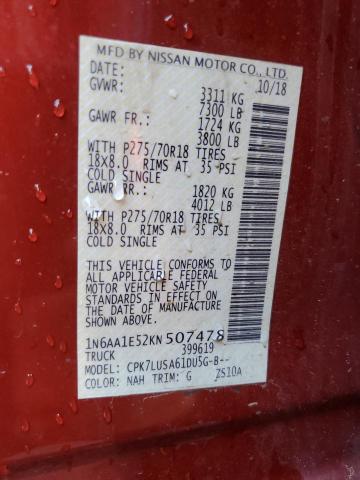 MFD BY NISSAN MOTOR CO., LTD.
DATE: 10/18
GVWR: 3311 KG
7300 LB
GAWR FR.: 1724 KG
3800 LB
WITH P275/70R18 TIRES
18X8.0 RIMS AT 35 PSI
COLD SINGLE
GAWR RR.: 1820 KG
4012 LB
WITH P275/70R18 TIRES
18X8.0 RIMS AT 35 PSI
COLD SINGLE
THIS VEHICLE CONFORMS TO
ALL APPLICABLE FEDERAL
MOTOR VEHICLE SAFETY
STANDARDS IN EFFECT ON
THE DATE OF MANUFACTURE
SHOWN ABOVE.
1N6AA1E52KN507478
TRUCK 399619
MODEL: CPK7LUSA61DU5G-B--
COLOR: NAH TRIM: G ZS10A